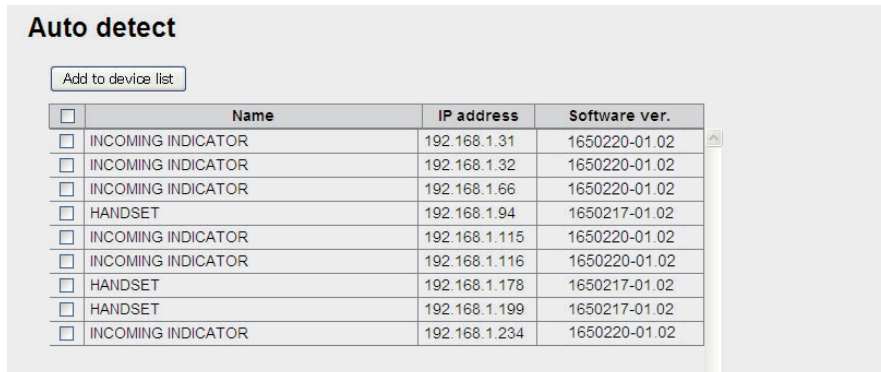 Auto detect
Add to device list
Name IP address Software ver.
INCOMING INDICATOR 192.168.1.31 1650220-01.02
INCOMING INDICATOR 192.168.1.32 1650220-01.02
INCOMING INDICATOR 192.168.1.66 1650220-01.02
HANDSET 192.168.1.94 1650217-01.02
INCOMING INDICATOR 192.168.1.115 1650220-01.02
INCOMING INDICATOR 192.168.1.116 1650220-01.02
HANDSET 192.168.1.178 1650217-01.02
HANDSET 192.168.1.199 1650217-01.02
INCOMING INDICATOR 192.168.1.234 1650220-01.02